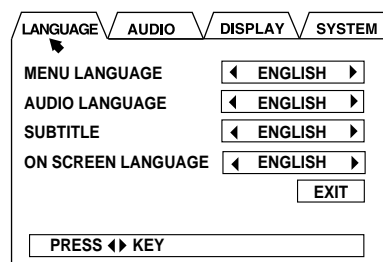 LANGUAGE AUDIO DISPLAY SYSTEM
MENU LANGUAGE ENGLISH
AUDIO LANGUAGE ENGLISH
SUBTITLE ENGLISH
ON SCREEN LANGUAGE ENGLISH
EXIT
PRESS KEY